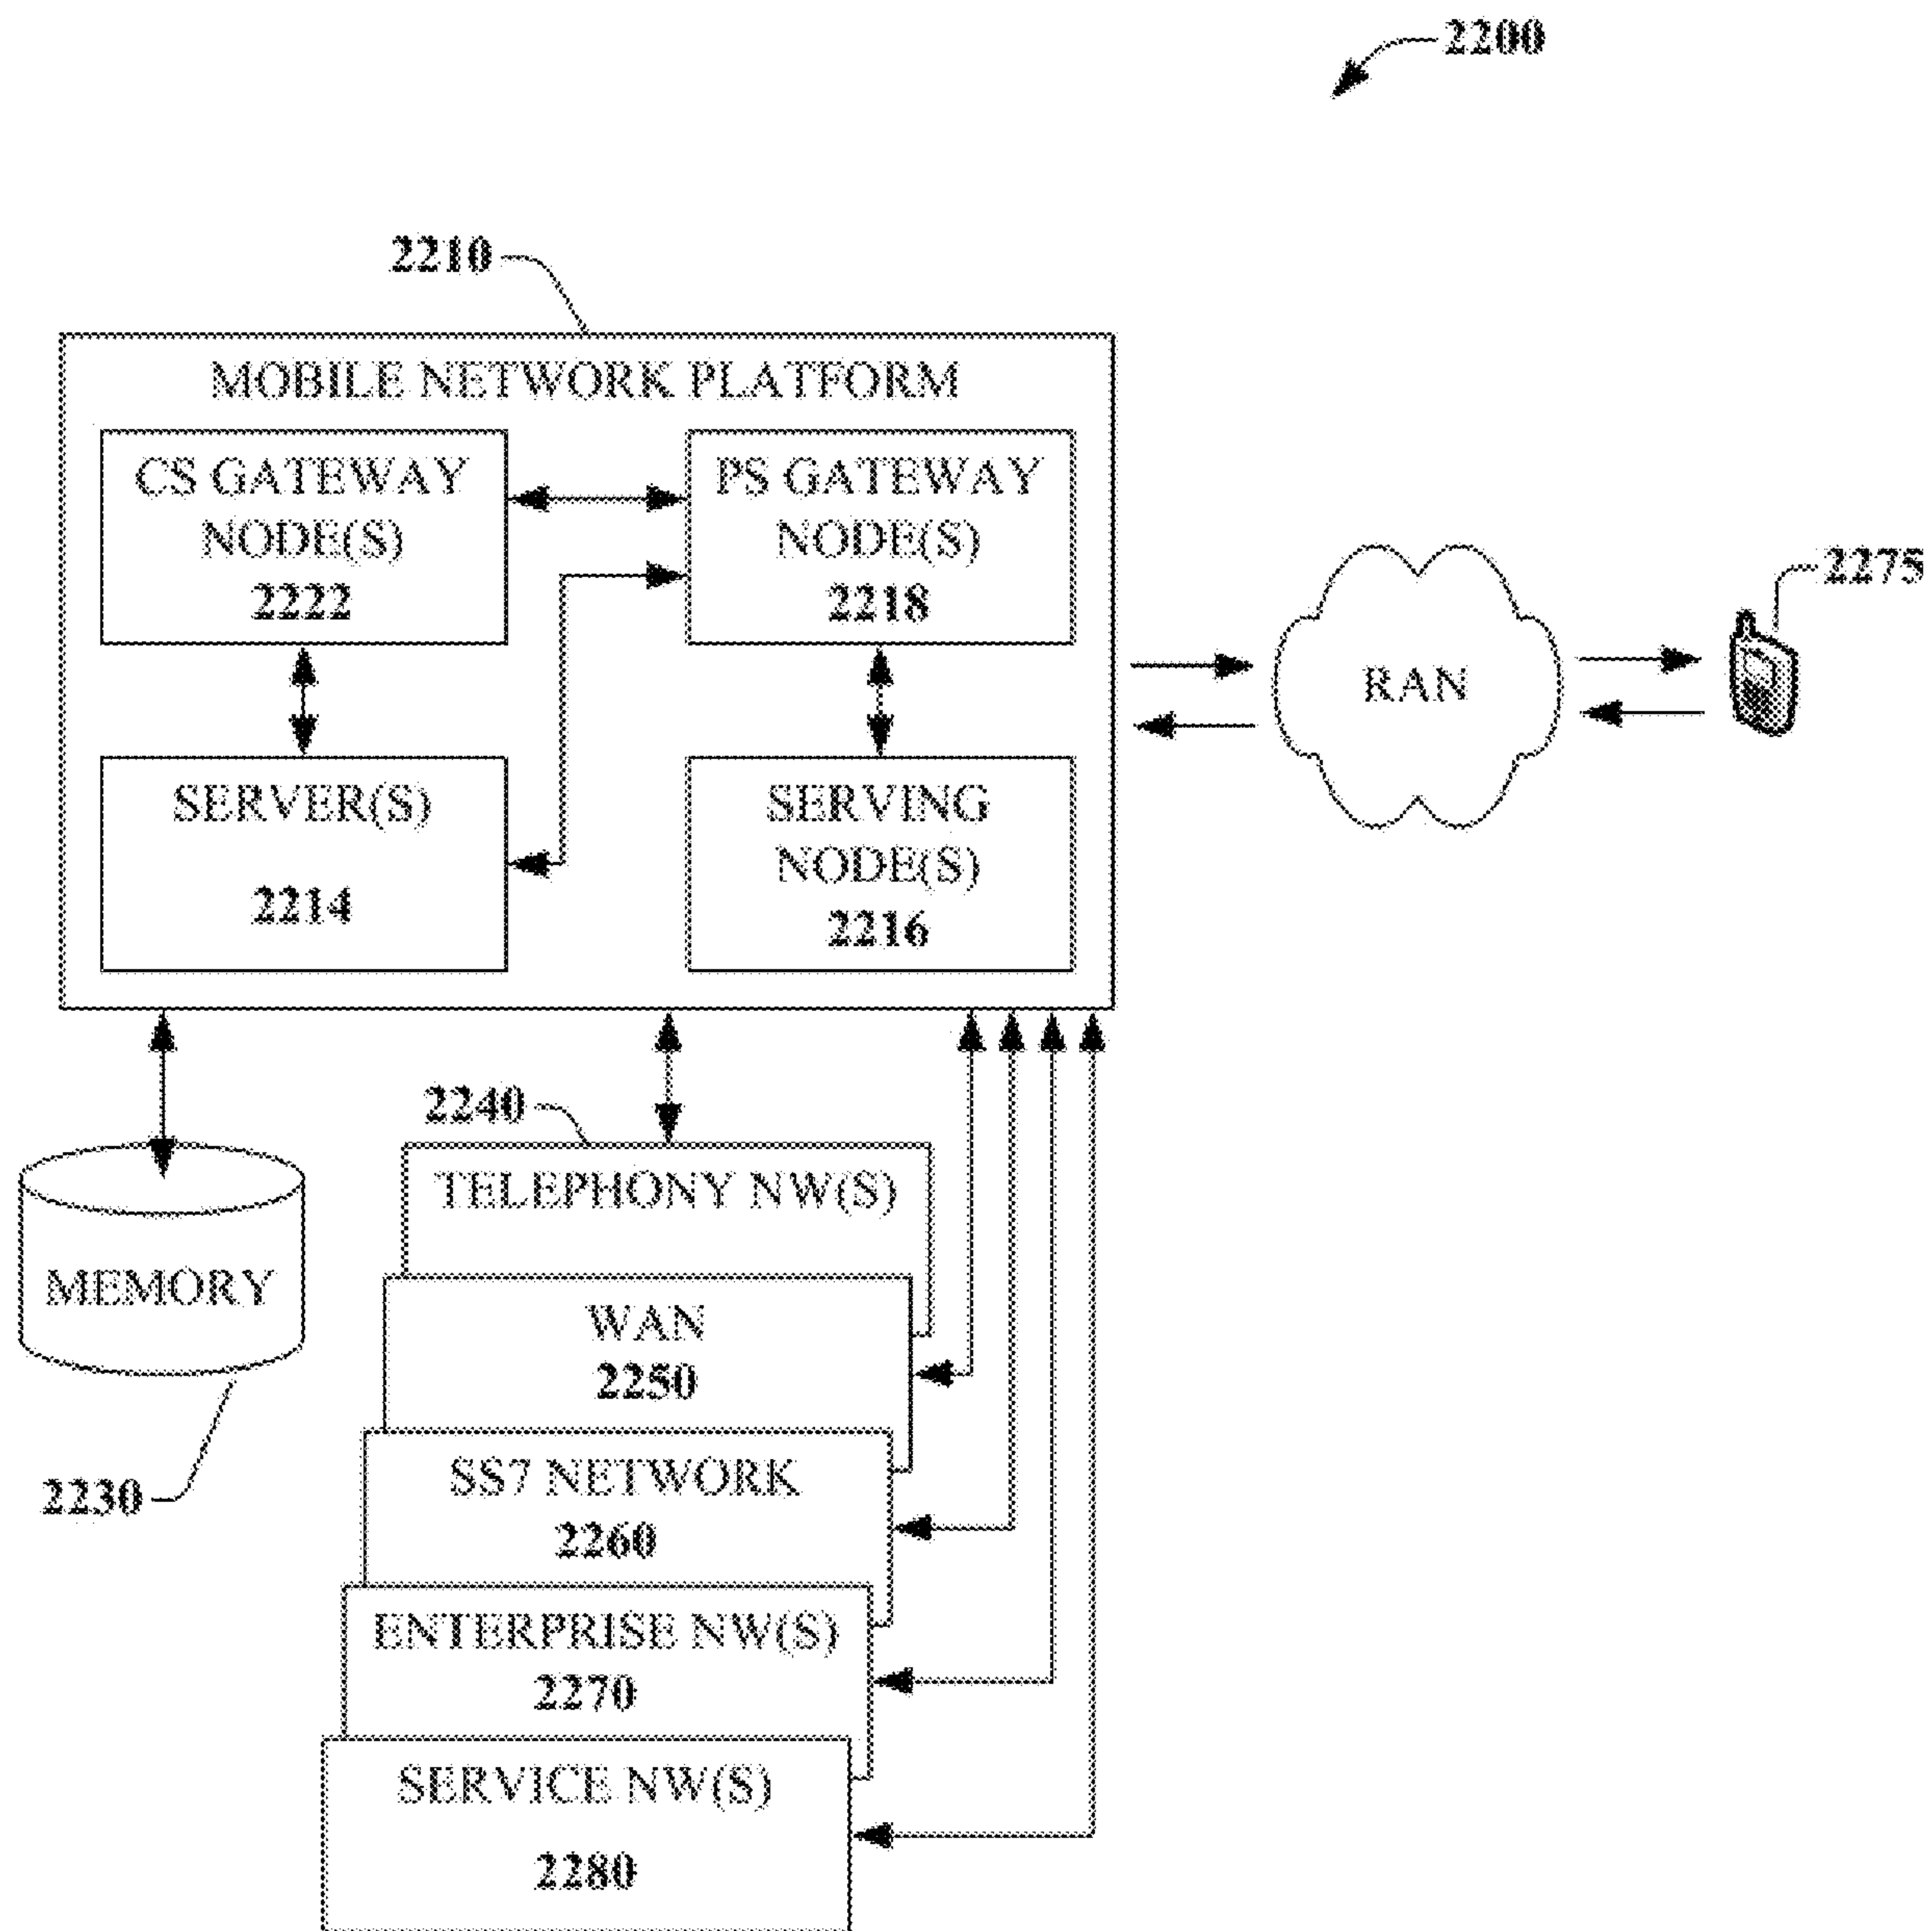 2200
2210
MOBILE NETWORK PLATFORM
CS GATEWAY
NODE(S)
2222
PS GATEWAY
NODE(S)
2218
SERVER(S)
2214
SERVING
NODE(S)
2216
RAN
2275
2240
TELEPHONY NW(S)
MEMORY
2230
WAN
2250
SS7 NETWORK
2260
ENTERPRISE NW(S)
2270
SERVICE NW(S)
2280